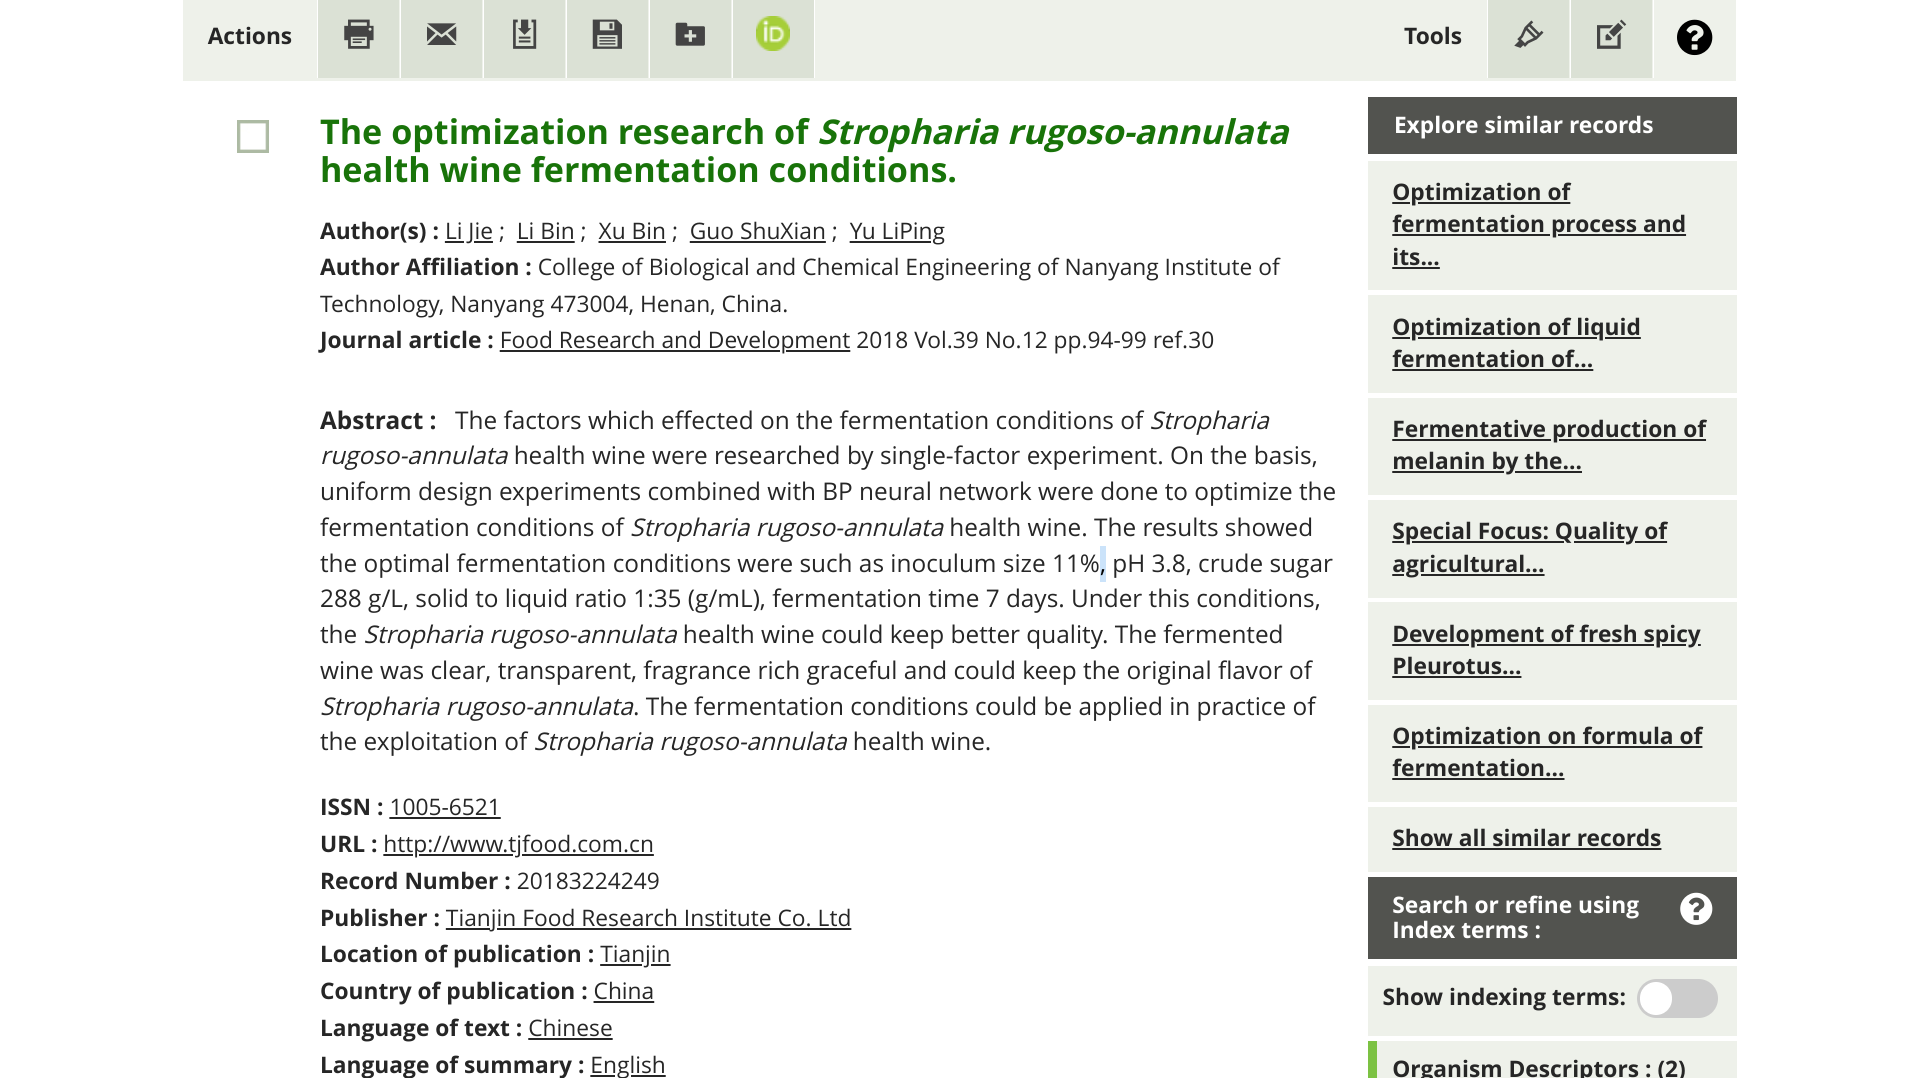 Actions
iD
Tools
?
The optimization research of Stropharia rugoso-annulata
health wine fermentation conditions.
Author(s) : Li Jie ; Li Bin ; Xu Bin ; Guo ShuXian ; Yu LiPing
Author Affiliation : College of Biological and Chemical Engineering of Nanyang Institute of
Technology, Nanyang 473004, Henan, China.
Journal article : Food Research and Development 2018 Vol.39 No.12 pp.94-99 ref.30
Abstract : The factors which effected on the fermentation conditions of Stropharia
rugoso-annulata health wine were researched by single-factor experiment. On the basis,
uniform design experiments combined with BP neural network were done to optimize the
fermentation conditions of Stropharia rugoso-annulata health wine. The results showed
the optimal fermentation conditions were such as inoculum size 11%, pH 3.8, crude sugar
288 g/L, solid to liquid ratio 1:35 (g/mL), fermentation time 7 days. Under this conditions,
the Stropharia rugoso-annulata health wine could keep better quality. The fermented
wine was clear, transparent, fragrance rich graceful and could keep the original flavor of
Stropharia rugoso-annulata. The fermentation conditions could be applied in practice of
the exploitation of Stropharia rugoso-annulata health wine.
ISSN : 1005-6521
URL : http://www.tjfood.com.cn
Record Number : 20183224249
Publisher : Tianjin Food Research Institute Co. Ltd
Location of publication : Tianjin
Country of publication : China
Language of text : Chinese
Language of summary : English
Explore similar records
Optimization of
fermentation process and
its...
Optimization of liquid
fermentation of...
Fermentative production of
melanin by the...
Special Focus: Quality of
agricultural...
Development of fresh spicy
Pleurotus...
Optimization on formula of
fermentation...
Show all similar records
Search or refine using
Index terms :
?
Show indexing terms:
Organism Descriptors : (2)